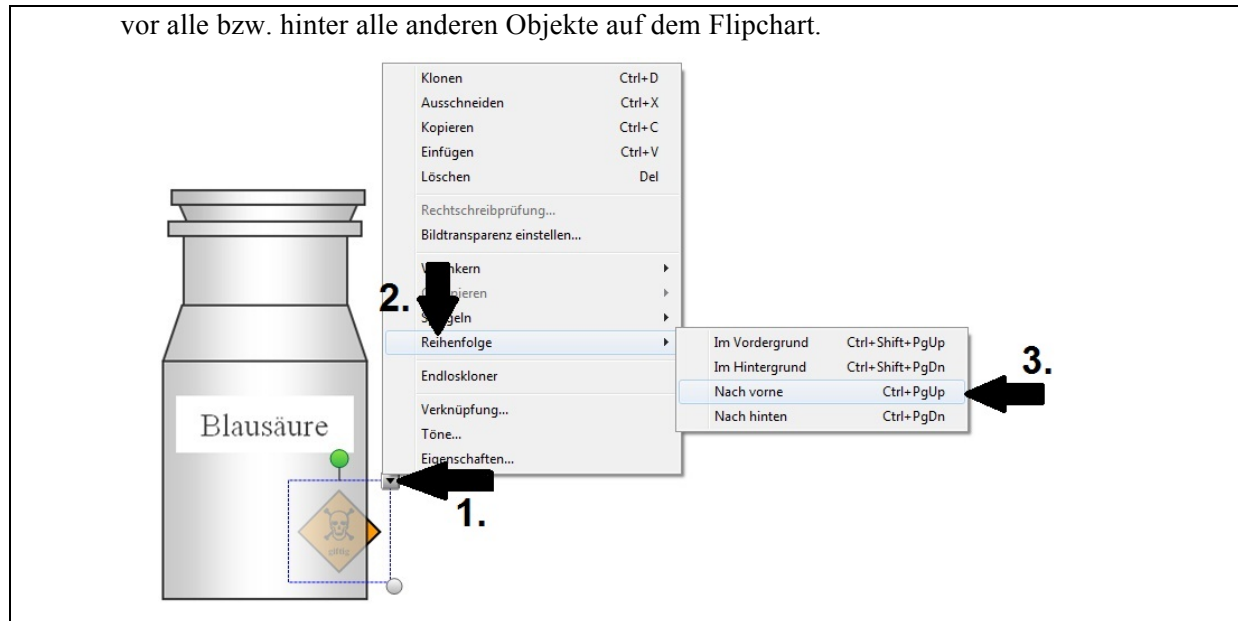 vor alle bzw. hinter alle anderen Objekte auf dem Flipchart.
Klonen Ctrl+D
Ausschneiden Ctrl+X
Kopieren Ctrl+C
Einfügen Ctrl+V
Löschen Del
Rechtschreibprüfung...
Bildtransparenz einstellen...
2.
Reihenfolge
Im Vordergrund Ctrl+Shift+PgUp
Im Hintergrund Ctrl+Shift+PgDn
3.
Nach vorne Ctrl+PgUp
Nach hinten Ctrl+PgDn
Endloskloner
Verknüpfung...
Töne...
Eigenschaften...
1.
Blausäure